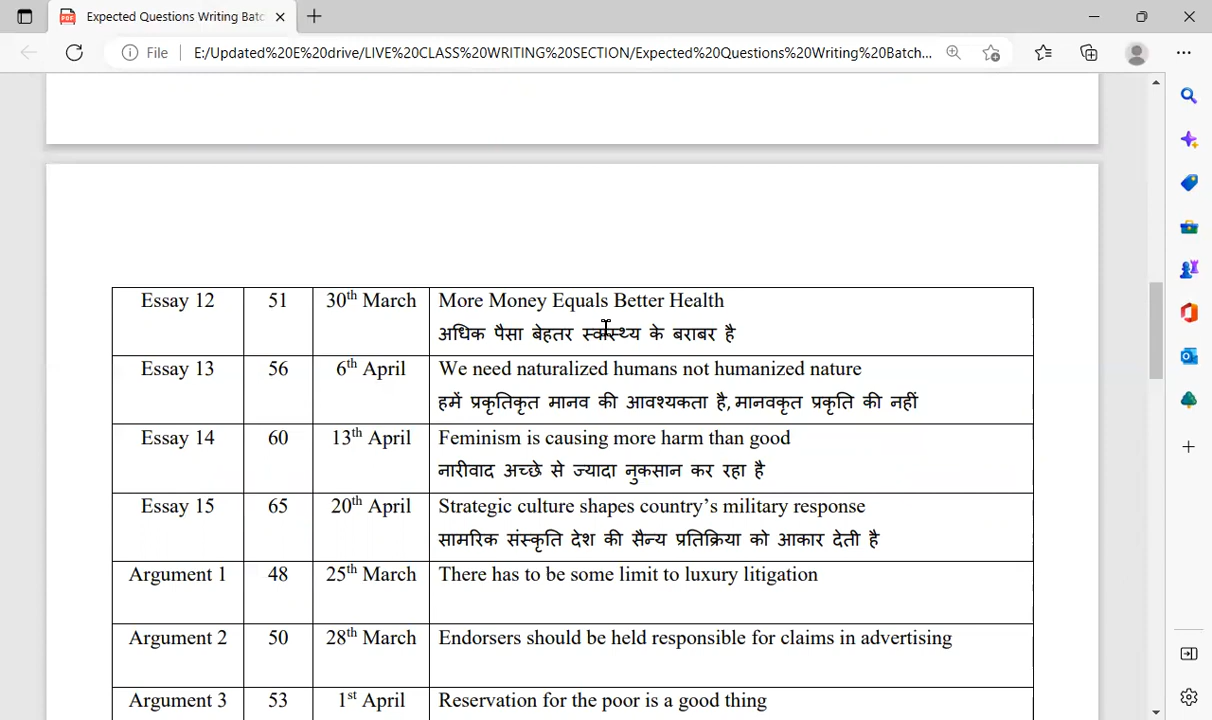 Expected Questions Writing Batc
File
E:/Updated%20E%20drive/LIVE%20CLASS%20WRITING%20SECTION/Expected%20Questions%20Writing%20Batch...
Essay 12 51 30th March More Money Equals Better Health
अधिक पैसा बेहतर स्वास्थ्य के बराबर है
Essay 13 56 6th April We need naturalized humans not humanized nature
हमें प्रकृतिकृत मानव की आवश्यकता है, मानवकृत प्रकृति की नहीं
Essay 14 60 13th April Feminism is causing more harm than good
नारीवाद अच्छे से ज्यादा नुकसान कर रहा है
Essay 15 65 20th April Strategic culture shapes country's military response
सामरिक संस्कृति देश की सैन्य प्रतिक्रिया को आकार देती है
Argument 1 48 25th March There has to be some limit to luxury litigation
Argument 2 50 28th March Endorsers should be held responsible for claims in advertising
Argument 3 53 1st April Reservation for the poor is a good thing